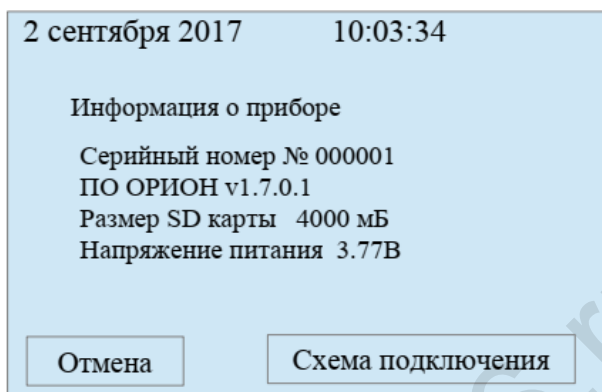 2 сентября 2017 10:03:34
Информация о приборе
Серийный номер № 000001
ПО ОРИОН v1.7.0.1
Размер SD карты 4000 мБ
Напряжение питания 3.77В
Отмена Схема подключения